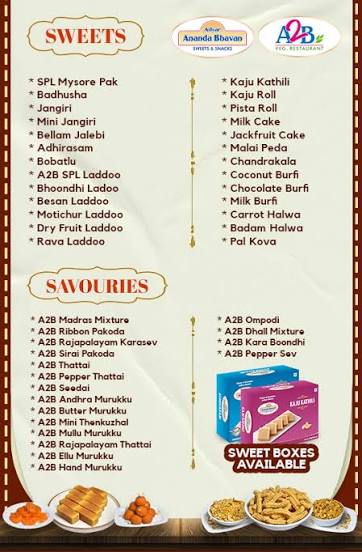 SWEETS
Adyar
Ananda Bhavan
SWEETS & SNACKS
A2B
VEG. RESTAURANT
* SPL Mysore Pak
* Badhusha
* Jangiri
* Mini Jangiri
* Bellam Jalebi
* Adhirasam
* Bobatlu
* A2B SPL Laddoo
* Bhoondhi Ladoo
* Besan Laddoo
* Motichur Laddoo
* Dry Fruit Laddoo
* Rava Laddoo
* Kaju Kathili
* Kaju Roll
* Pista Roll
* Milk Cake
* Jackfruit Cake
* Malai Peda
* Chandrakala
* Coconut Burfi
* Chocolate Burfi
* Milk Burfi
* Carrot Halwa
* Badam Halwa
* Pal Kova
SAVOURIES
* A2B Madras Mixture
* A2B Ribbon Pakoda
* A2B Rajapalayam Karasev
* A2B Sirai Pakoda
* A2B Thattai
* A2B Pepper Thattai
* A2B Seedai
* A2B Andhra Murukku
* A2B Butter Murukku
* A2B Mini Thenkuzhal
* A2B Mullu Murukku
* A2B Rajapalayam Thattai
* A2B Ellu Murukku
* A2B Hand Murukku
* A2B Ompodi
* A2B Dhall Mixture
* A2B Kara Boondhi
* A2B Pepper Sev
KAJU KATHILI
SWEET BOXES
AVAILABLE